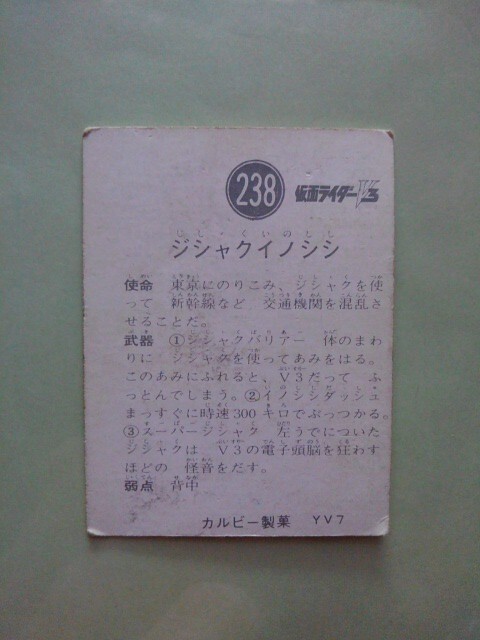 238 仮面ライダーV3
ジシャクイノシシ
使命 東京にのりこみ、ジシャクを使
って 新幹線など 交通機関を混乱さ
せることだ。
武器 ①ジシャクバリアー 体のまわ
りに ジシャクを使ってあみをはる。
このあみにふれると、V3だって ふ
っとんでしまう。②イノシシダッシュ
まっすぐに時速300キロでぶっつかる。
③スーパージシャク 左うでについた
ジシャクは V3の電子頭脳を狂わす
ほどの 怪音をだす。
弱点 背中
カルビー製菓 YV7